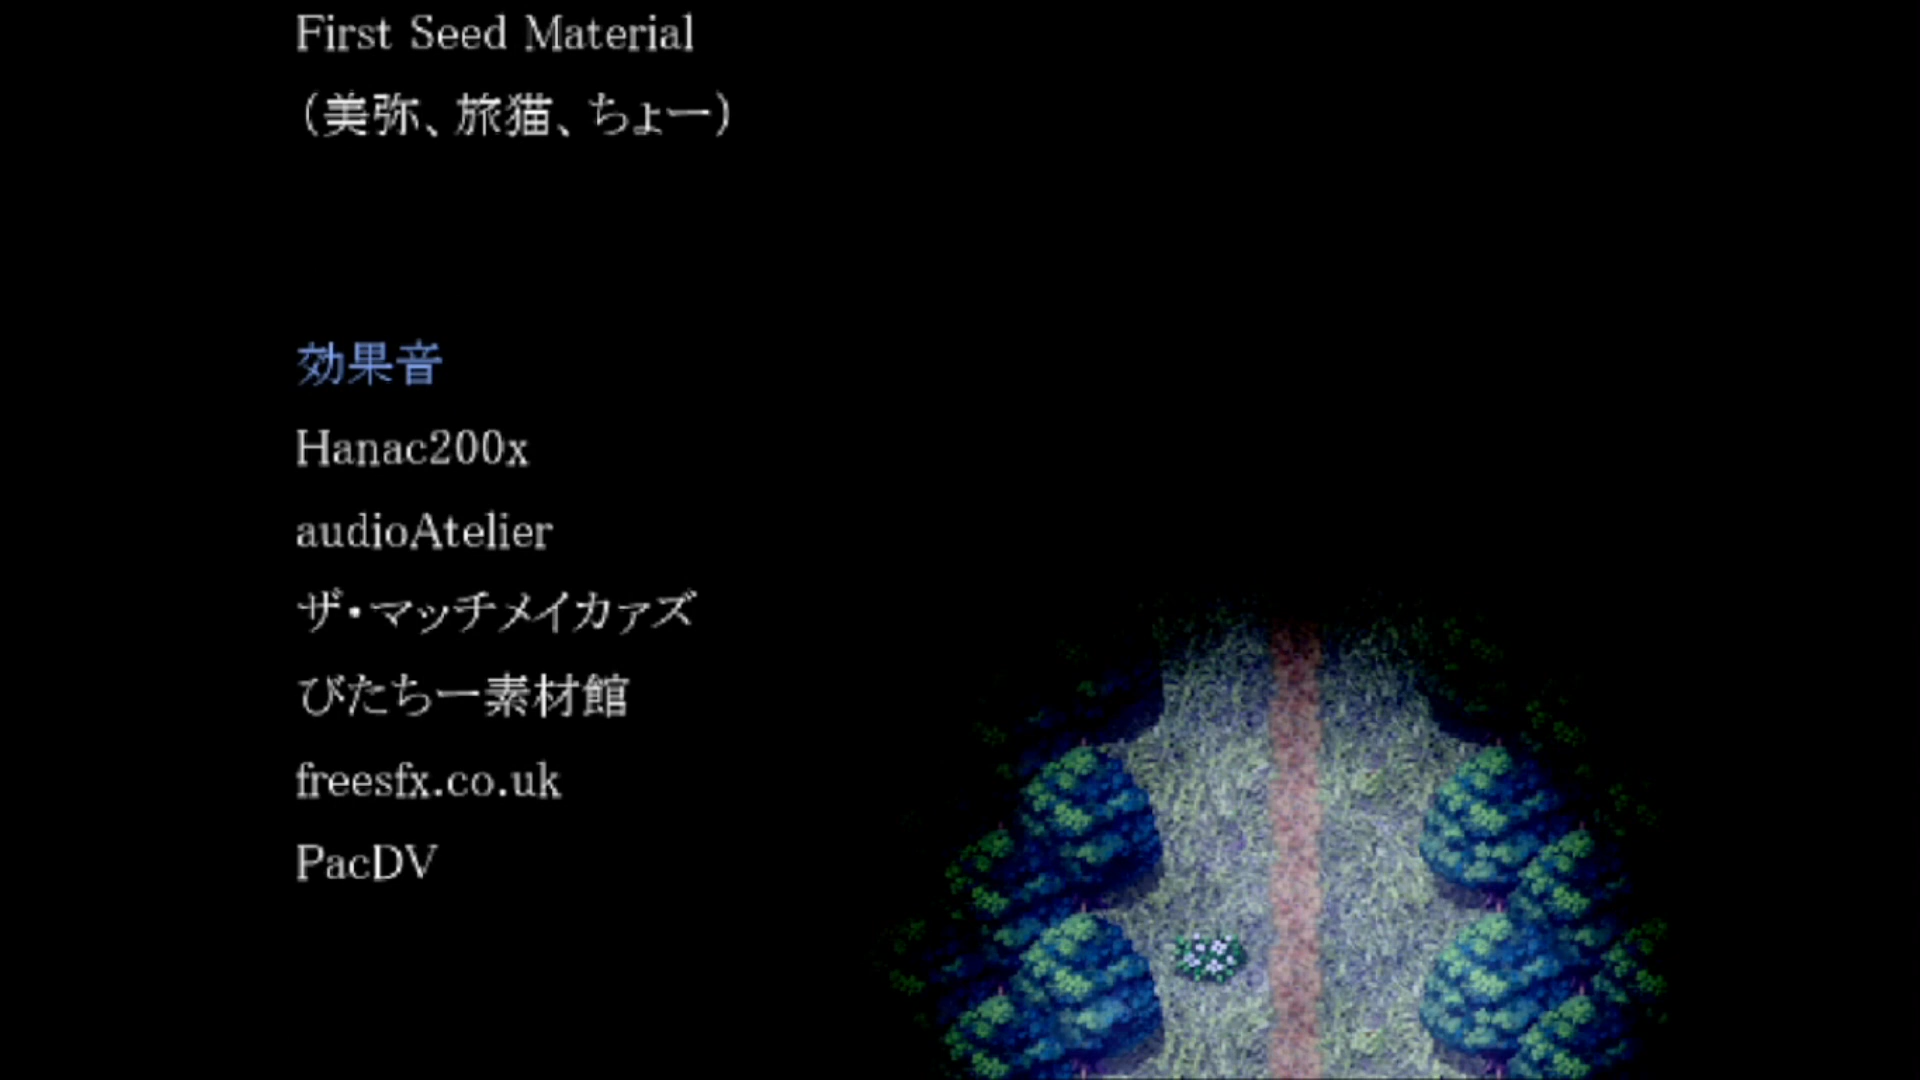 First Seed Material
(美弥、旅猫、ちょー)
効果音
Hanac200x
audioAtelier
ザ・マッチメイカァズ
びたちー素材館
freesfx.co.uk
PacDV